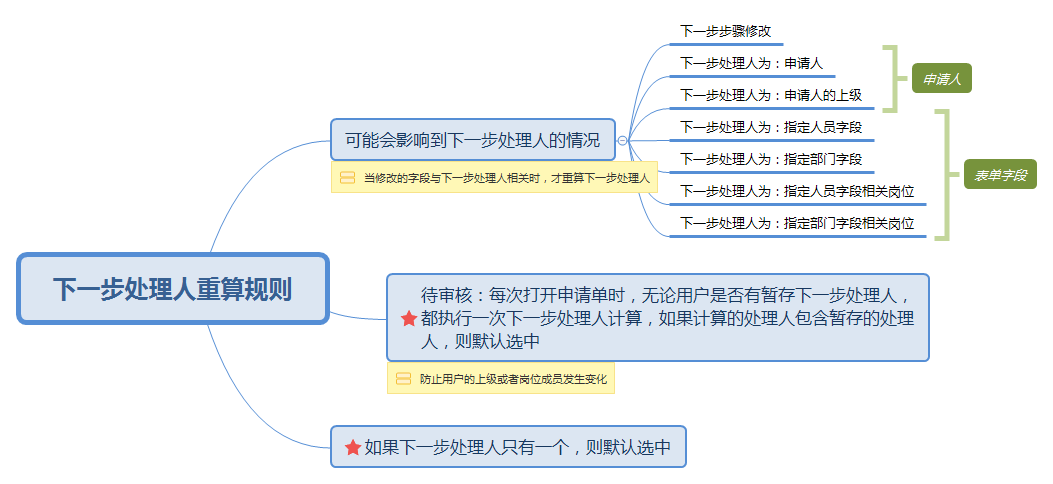 下一步处理人重算规则
可能会影响到下一步处理人的情况
当修改的字段与下一步处理人相关时，才重算下一步处理人
下一步步骤修改
下一步处理人为：申请人
下一步处理人为：申请人的上级
下一步处理人为：指定人员字段
下一步处理人为：指定部门字段
下一步处理人为：指定人员字段相关岗位
下一步处理人为：指定部门字段相关岗位
申请人
表单字段
待审核：每次打开申请单时，无论用户是否有暂存下一步处理人，
都执行一次下一步处理人计算，如果计算的处理人包含暂存的处理
人，则默认选中
防止用户的上级或者岗位成员发生变化
如果下一步处理人只有一个，则默认选中